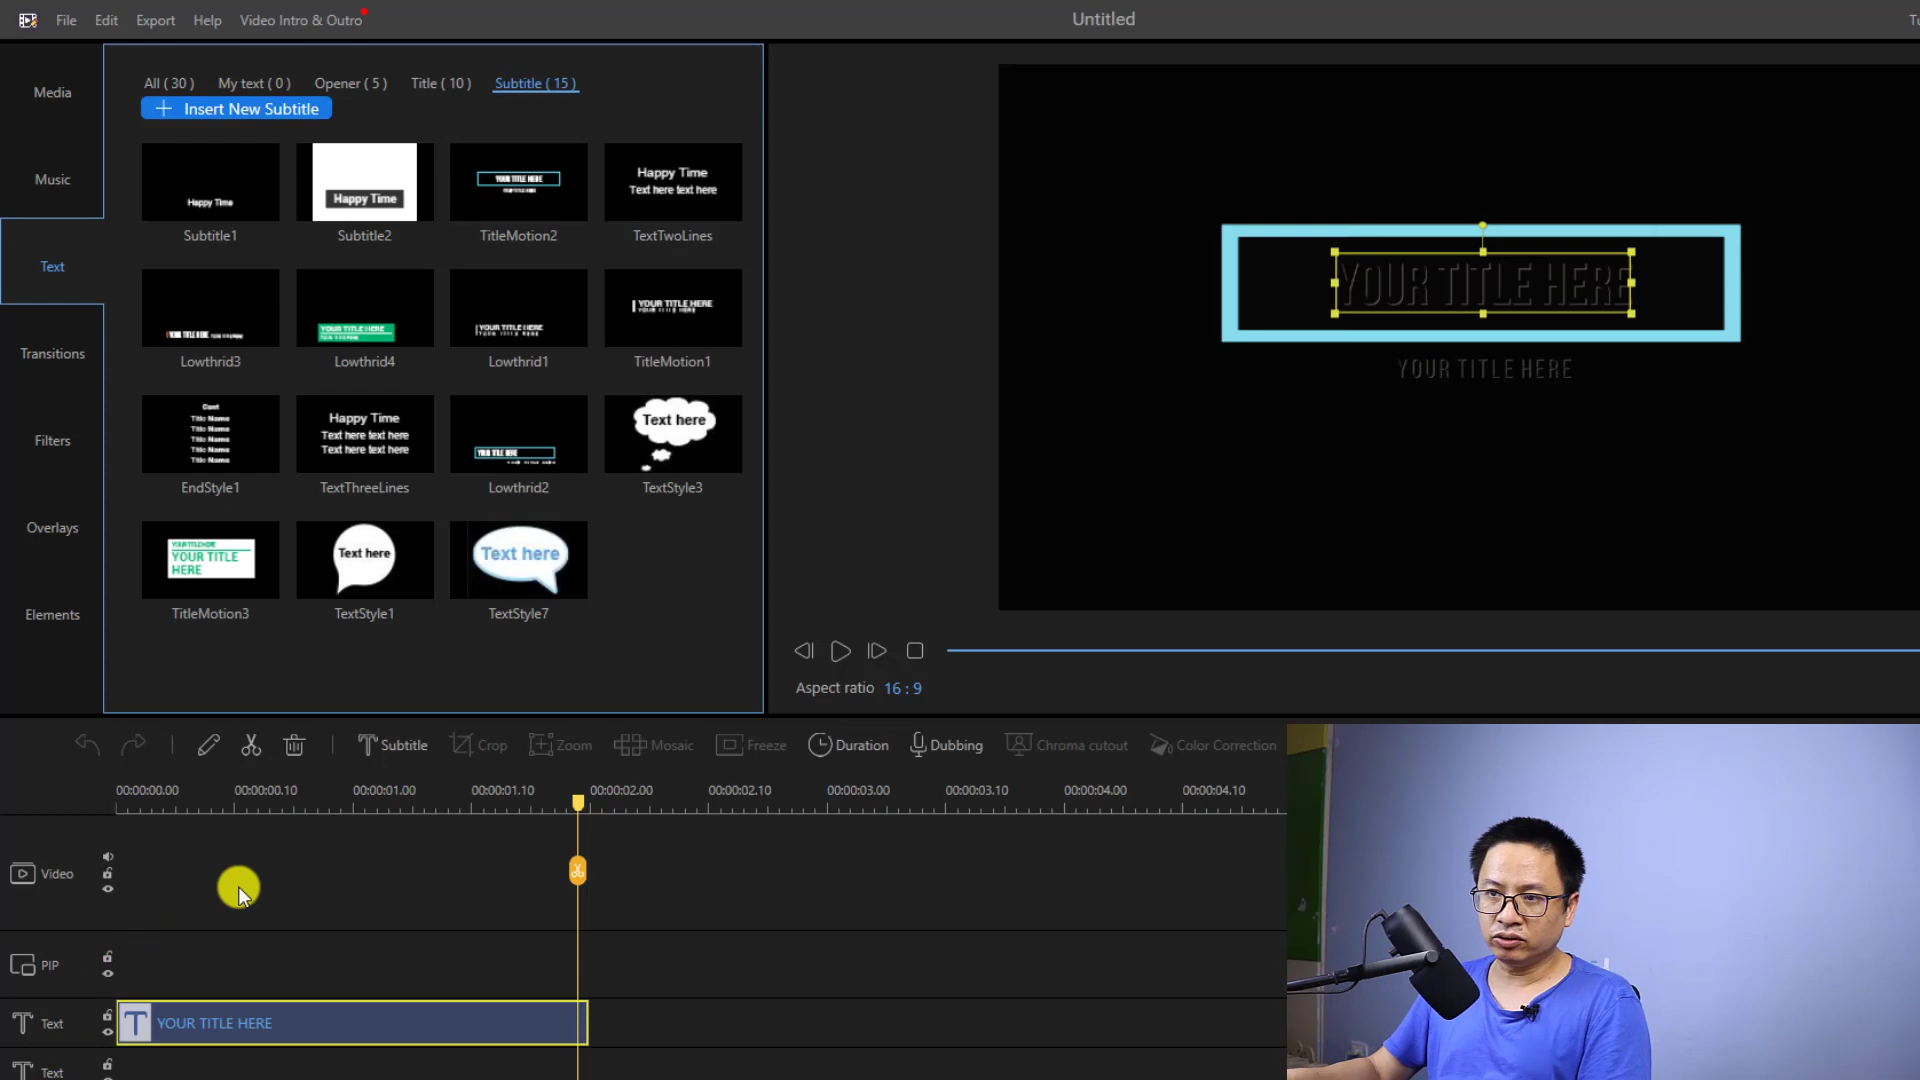 File Edit Export Help Video Intro & Outro
Untitled
Media
Music
Text
Transitions
Filters
Overlays
Elements
All ( 30 ) My text ( 0 ) Opener ( 5 ) Title ( 10 ) Subtitle ( 15 )
Insert New Subtitle
Happy Time
Happy Time
YOUR TITLE HERE
Happy Time
Text here text here
Subtitle1 Subtitle2 TitleMotion2 TextTwoLines
YOUR TITLE HERE
YOUR TITLE HERE
YOUR TITLE HERE
YOUR TITLE HERE
Lowthrid3 Lowthrid4 Lowthrid1 TitleMotion1
Cast
Title Name
Title Name
Title Name
Title Name
Title Name
Happy Time
Text here text here
Text here text here
YOUR TITLE HERE
Text here
EndStyle1 TextThreeLines Lowthrid2 TextStyle3
YOUR TITLE HERE
YOUR TITLE
HERE
Text here
Text here
TitleMotion3 TextStyle1 TextStyle7
YOUR TITLE HERE
YOUR TITLE HERE
Aspect ratio 16 : 9
Subtitle Crop Zoom Mosaic Freeze Duration Dubbing Chroma cutout Color Correction
00:00:00.00 00:00:00.10 00:00:01.00 00:00:01.10 00:00:02.00 00:00:02.10 00:00:03.00 00:00:03.10 00:00:04.00 00:00:04.10
Video
PIP
Text
T YOUR TITLE HERE
Text